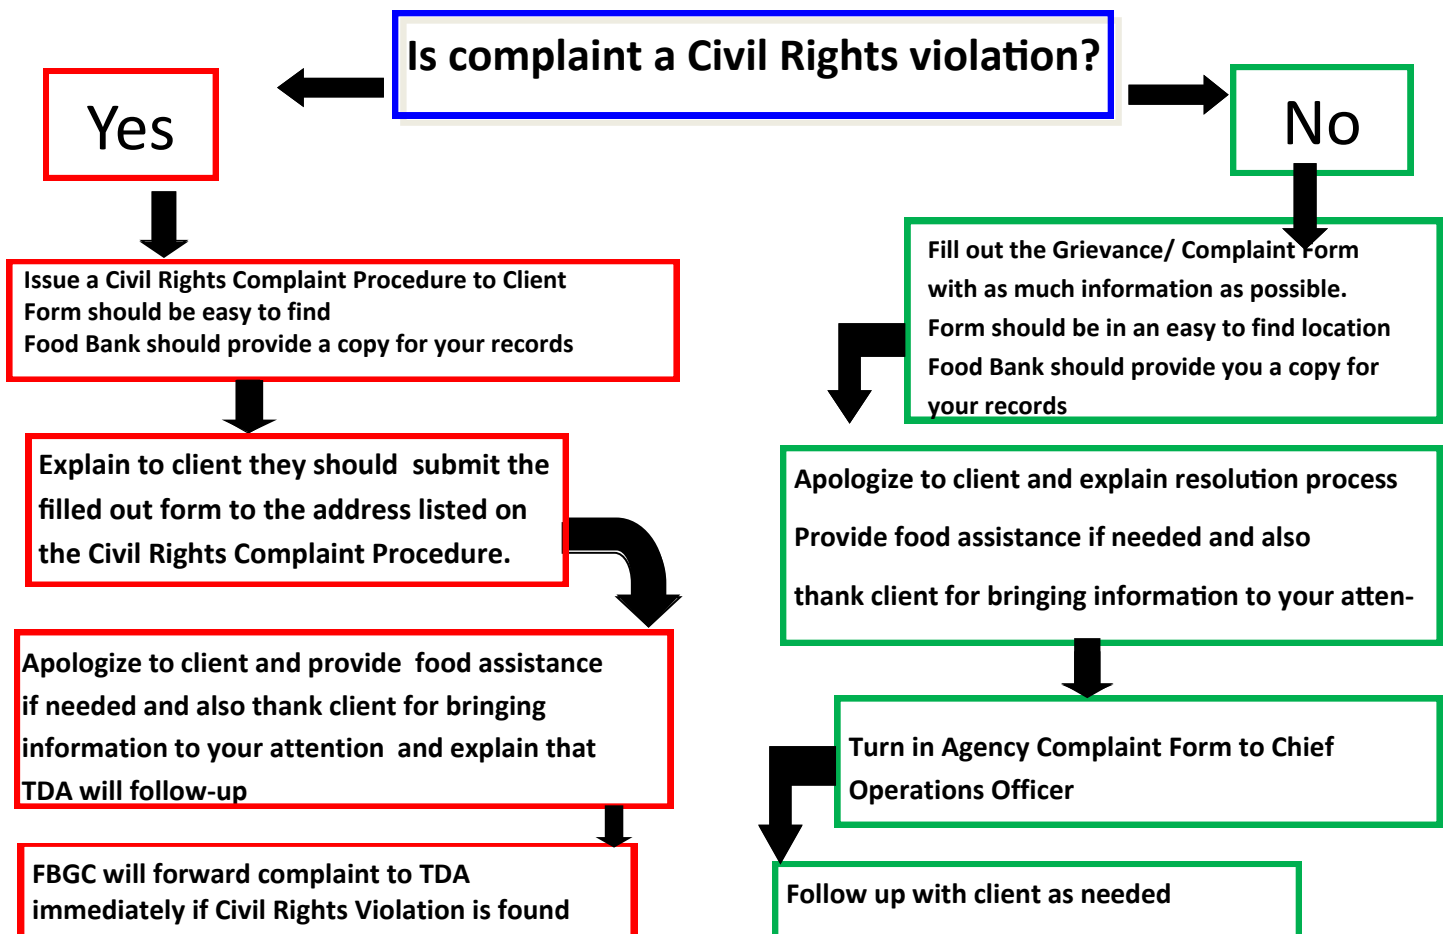 Is complaint a Civil Rights violation?
Yes
Issue a Civil Rights Complaint Procedure to Client
Form should be easy to find
Food Bank should provide a copy for your records
Explain to client they should submit the
filled out form to the address listed on
the Civil Rights Complaint Procedure.
Apologize to client and provide food assistance
if needed and also thank client for bringing
information to your attention and explain that
TDA will follow-up
FBGC will forward complaint to TDA
immediately if Civil Rights Violation is found
No
Fill out the Grievance/ Complaint Form
with as much information as possible.
Form should be in an easy to find location
Food Bank should provide you a copy for
your records
Apologize to client and explain resolution process
Provide food assistance if needed and also
thank client for bringing information to your atten-
Turn in Agency Complaint Form to Chief
Operations Officer
Follow up with client as needed